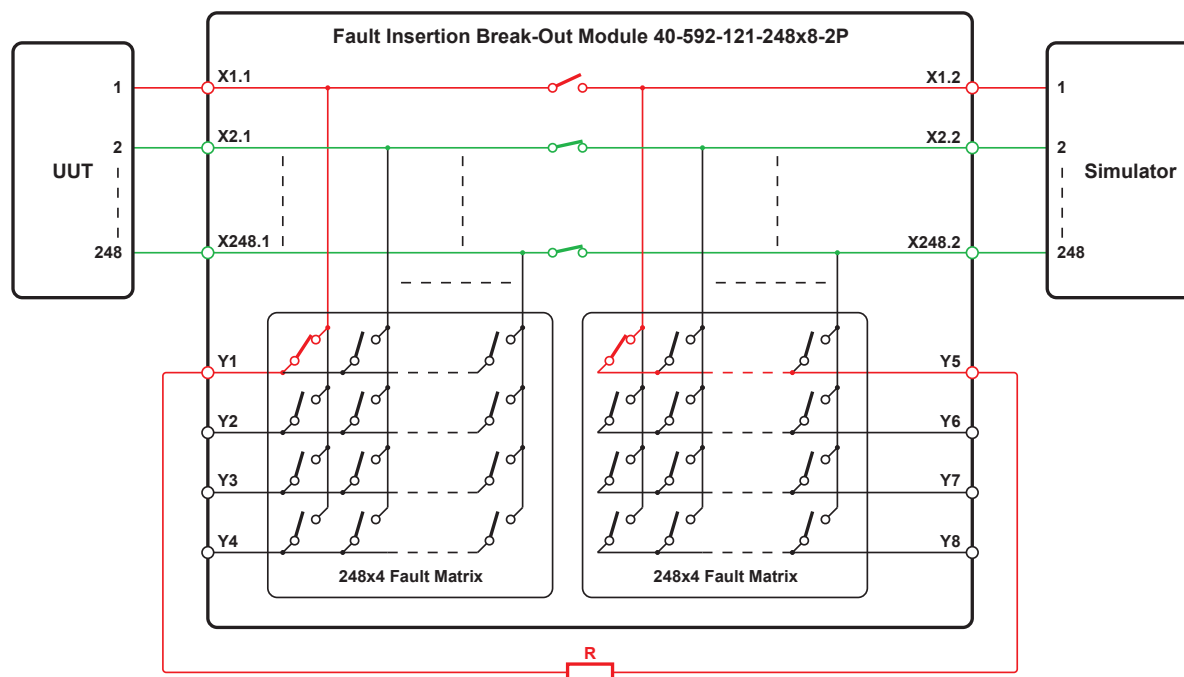 Fault Insertion Break-Out Module 40-592-121-248x8-2P
X1.1
X1.2
1
1
X2.1
X2.2
2
2
UUT
Simulator
X248.1
X248.2
248
248
Y1
Y5
Y2
Y6
Y3
Y7
Y4
Y8
248x4 Fault Matrix
248x4 Fault Matrix
R